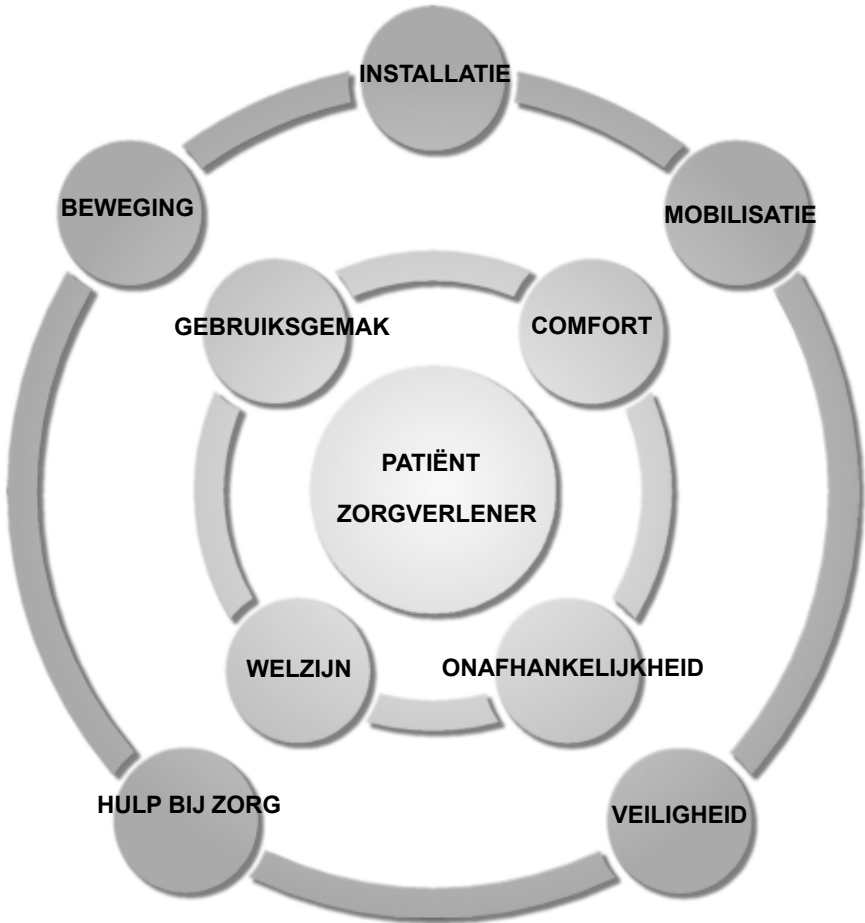 INSTALLATIE
BEWEGING
MOBILISATIE
GEBRUIKSGEMAK
COMFORT
PATIËNT
ZORGVERLENER
WELZIJN
ONAFHANKELIJKHEID
HULP BIJ ZORG
VEILIGHEID